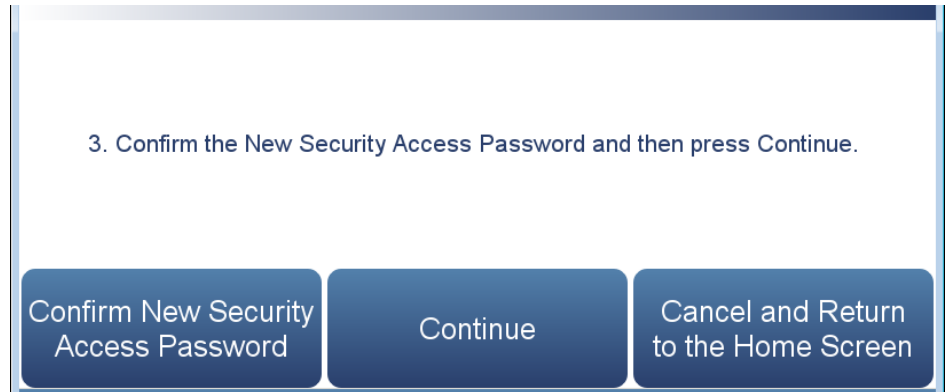 3. Confirm the New Security Access Password and then press Continue.
Confirm New Security
Access Password
Continue
Cancel and Return
to the Home Screen